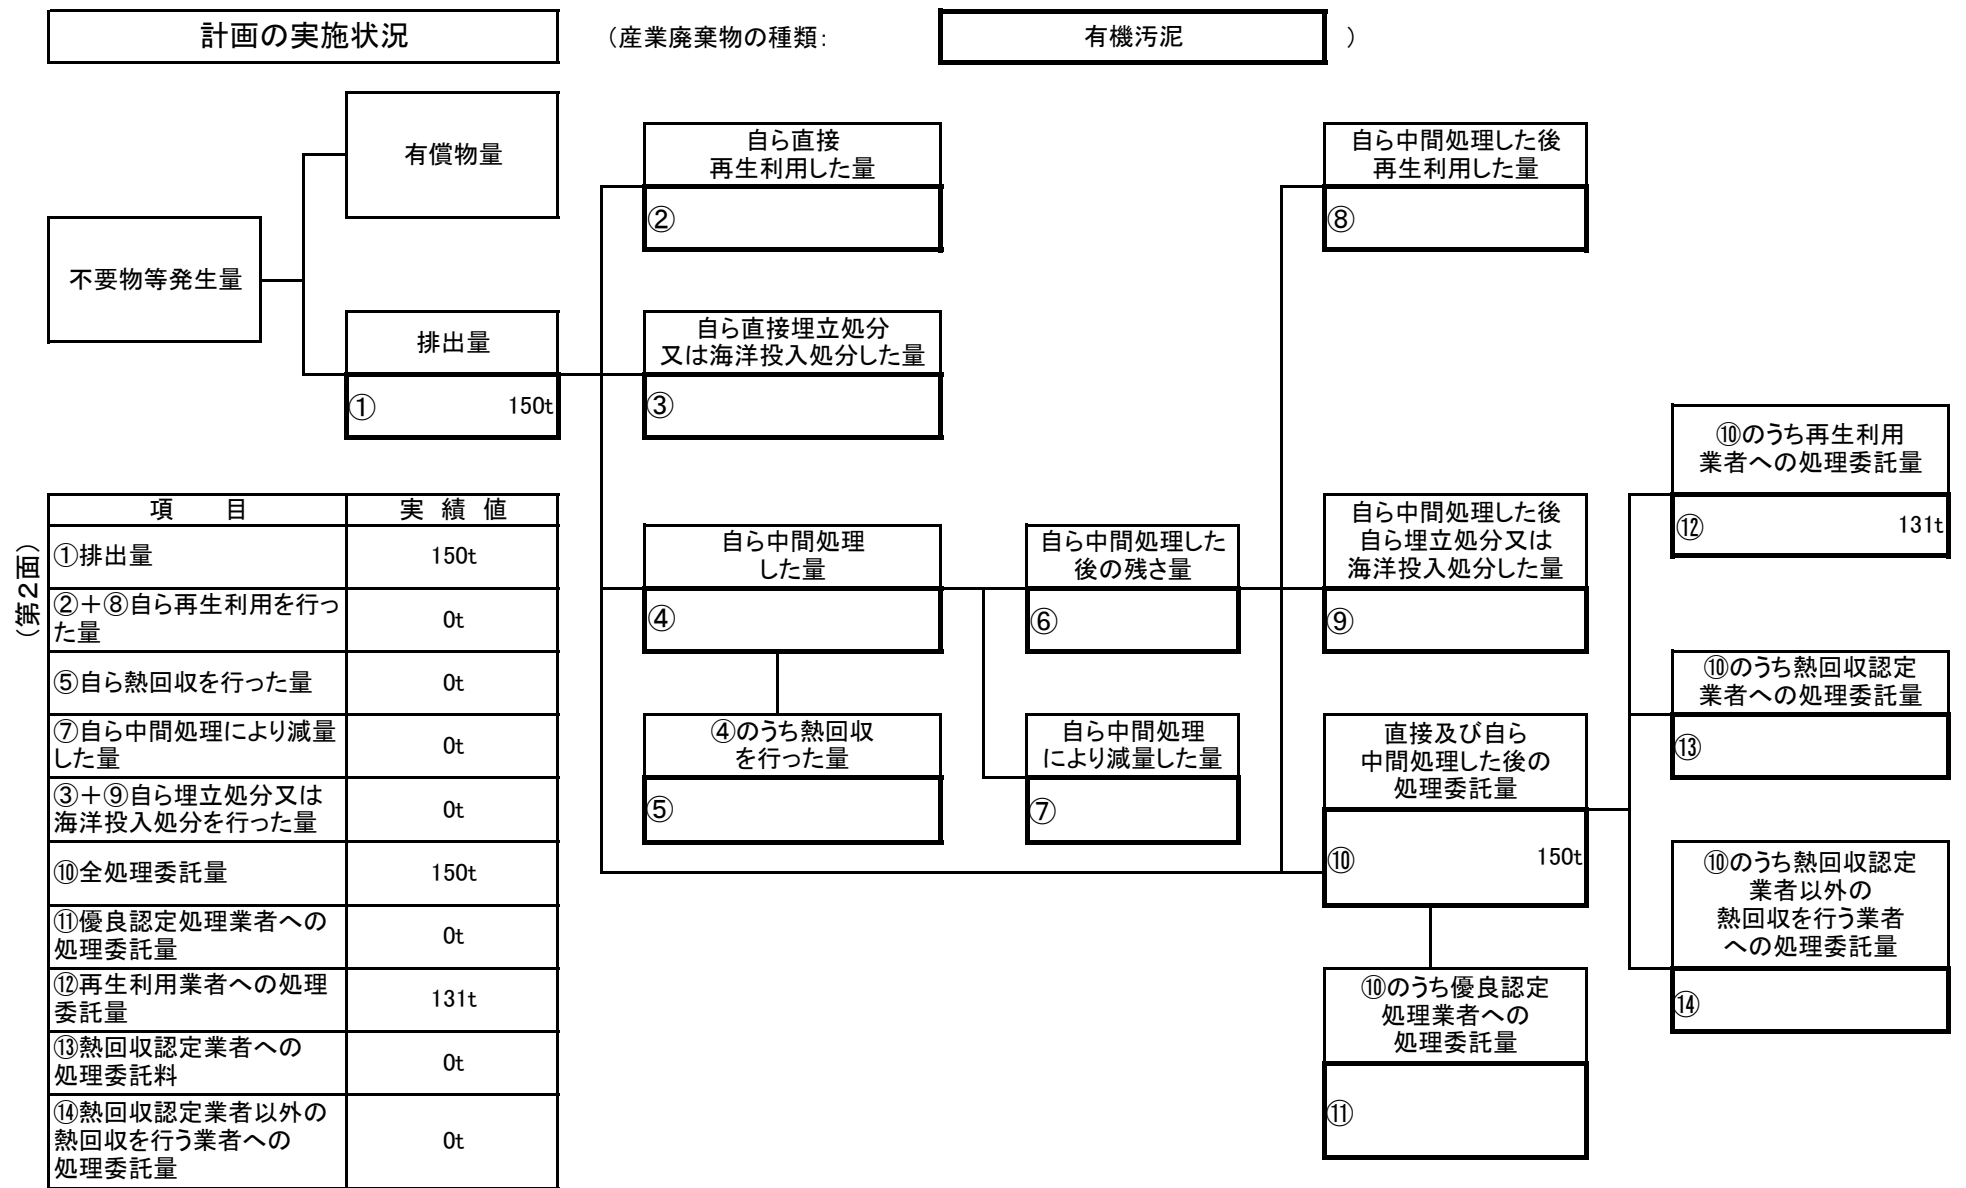 計画の実施状況
（産業廃棄物の種類：
有機汚泥
）
有償物量
不要物等発生量
排出量
① 150t
自ら直接
再生利用した量
②
自ら直接埋立処分
又は海洋投入処分した量
③
自ら中間処理
した量
④
④のうち熱回収
を行った量
⑤
自ら中間処理した
後の残さ量
⑥
自ら中間処理
により減量した量
⑦
自ら中間処理した後
再生利用した量
⑧
自ら中間処理した後
自ら埋立処分又は
海洋投入処分した量
⑨
直接及び自ら
中間処理した後の
処理委託量
⑩ 150t
⑩のうち優良認定
処理業者への
処理委託量
⑪
⑩のうち再生利用
業者への処理委託量
⑫ 131t
⑩のうち熱回収認定
業者への処理委託量
⑬
⑩のうち熱回収認定
業者以外の
熱回収を行う業者
への処理委託量
⑭
（第２面）
項　　目 実 績 値
①排出量 150t
②＋⑧自ら再生利用を行っ
た量 0t
⑤自ら熱回収を行った量 0t
⑦自ら中間処理により減量
した量 0t
③＋⑨自ら埋立処分又は
海洋投入処分を行った量 0t
⑩全処理委託量 150t
⑪優良認定処理業者への
処理委託量 0t
⑫再生利用業者への処理
委託量 131t
⑬熱回収認定業者への
処理委託料 0t
⑭熱回収認定業者以外の
熱回収を行う業者への
処理委託量 0t